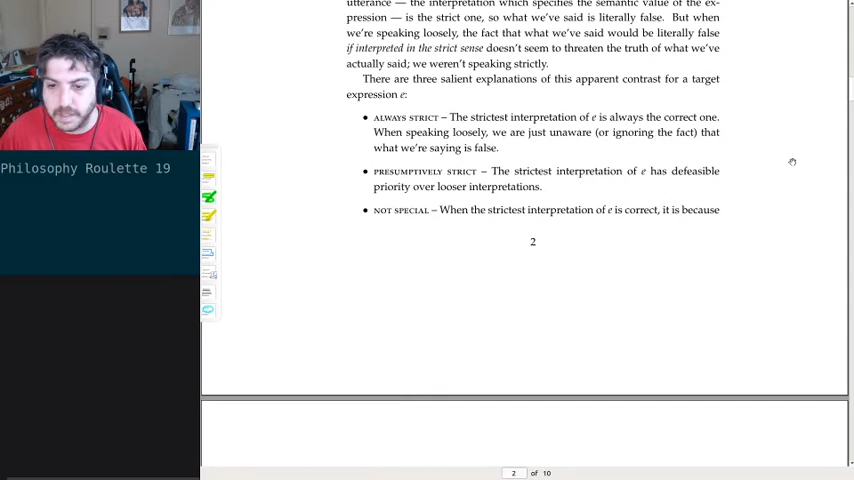 utterance — the interpretation which specifies the semantic value of the ex-
pression — is the strict one, so what we've said is literally false. But when
we're speaking loosely, the fact that what we've said would be literally false
if interpreted in the strict sense doesn't seem to threaten the truth of what we've
actually said; we weren't speaking strictly.
There are three salient explanations of this apparent contrast for a target
expression e:
• ALWAYS STRICT – The strictest interpretation of e is always the correct one.
When speaking loosely, we are just unaware (or ignoring the fact) that
what we're saying is false.
• PRESUMPTIVELY STRICT – The strictest interpretation of e has defeasible
priority over looser interpretations.
• NOT SPECIAL – When the strictest interpretation of e is correct, it is because
2
Philosophy Roulette 19
2 of 10